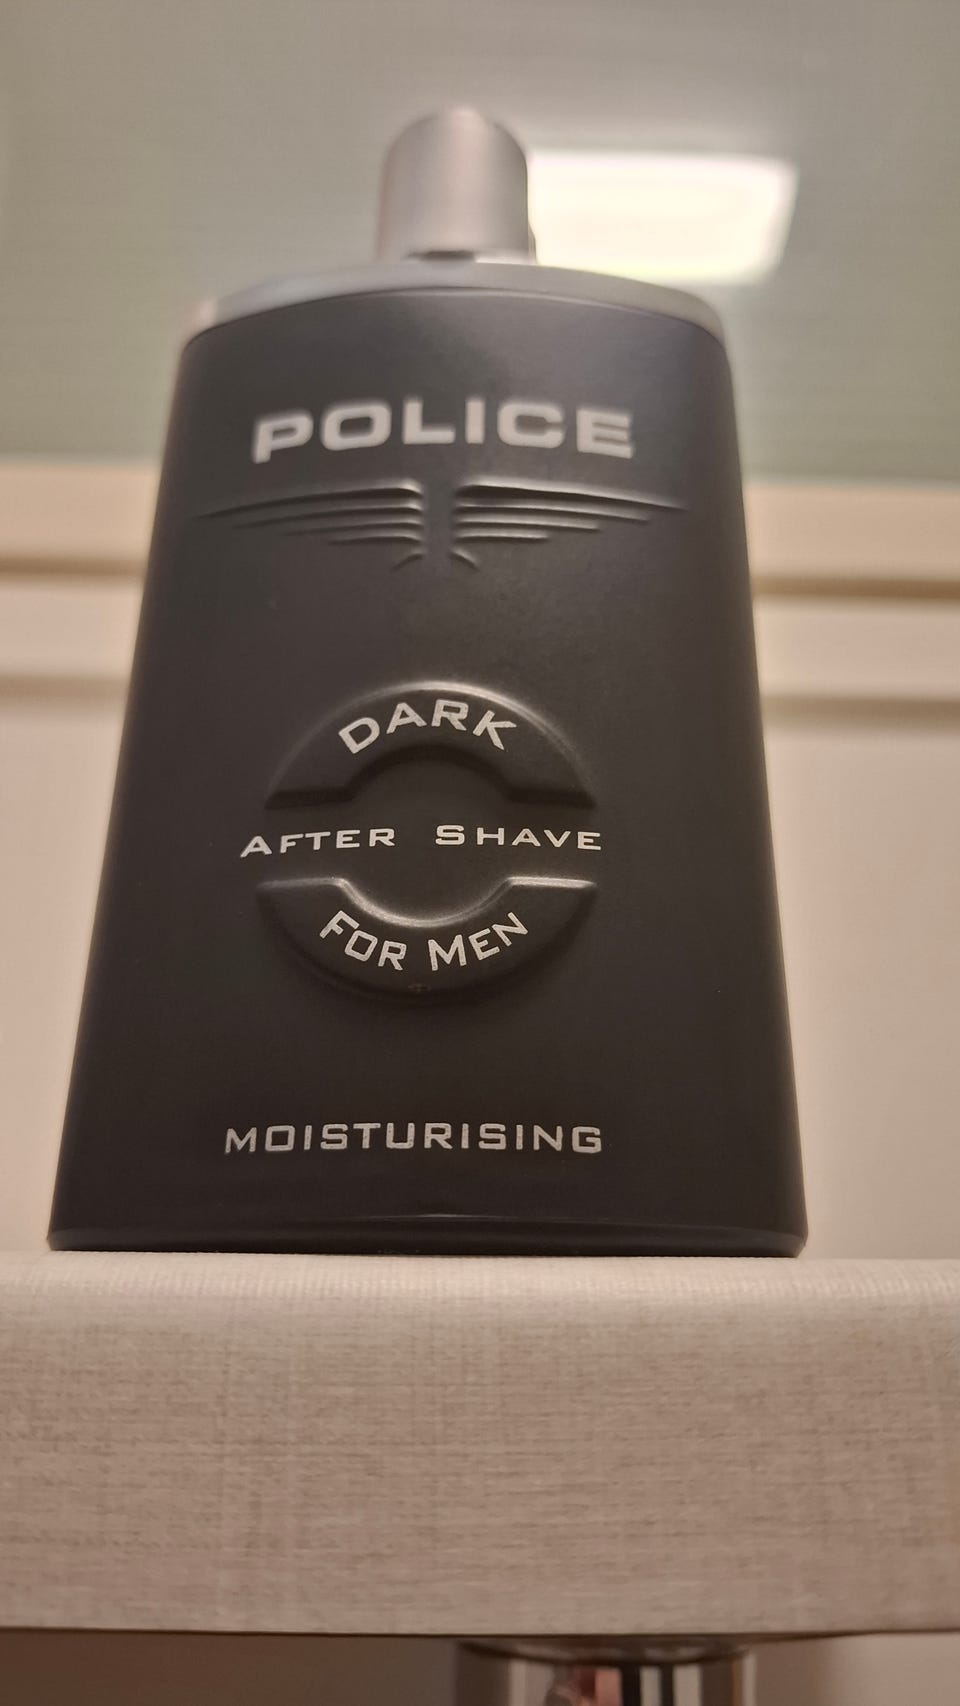 POLICE
DARK
AFTER SHAVE
FOR MEN
MOISTURISING